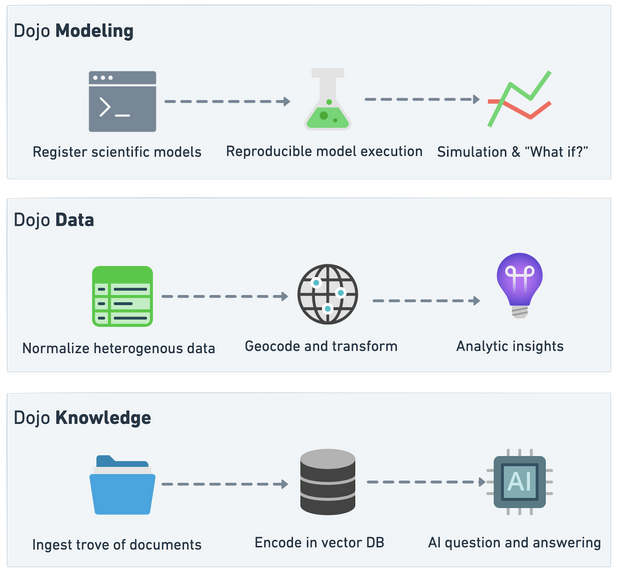 Dojo Modeling
Register scientific models
Reproducible model execution
Simulation & “What if?”
Dojo Data
Normalize heterogenous data
Geocode and transform
Analytic insights
Dojo Knowledge
AI
Ingest trove of documents
Encode in vector DB
AI question and answering